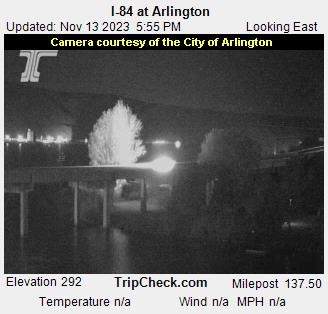 I-84 at Arlington
Updated: Nov 13 2023 5:55 PM Looking East
Camera courtesy of the City of Arlington
Elevation 292 TripCheck.com Milepost 137.50
Temperature n/a Wind n/a MPH n/a